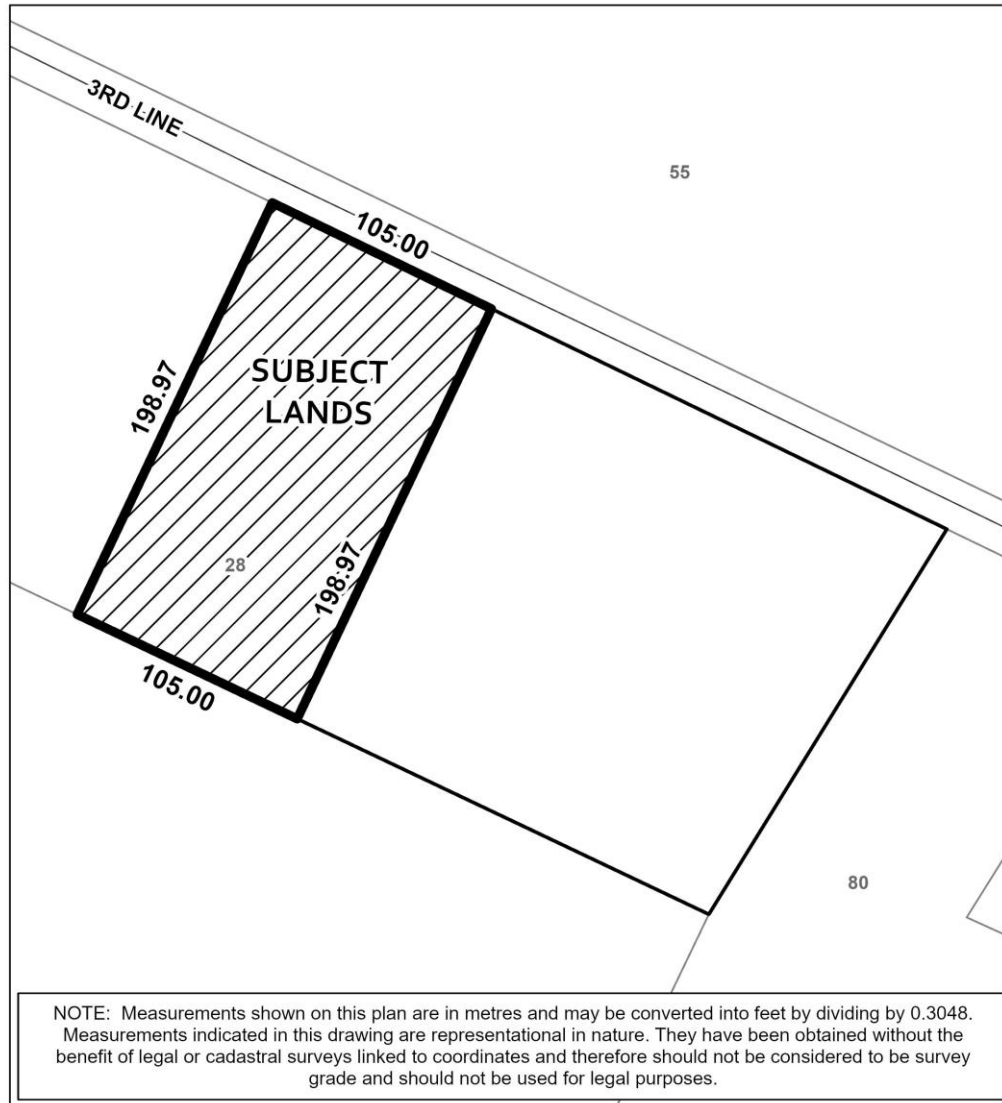 3RD LINE
55
105.00
198.97
SUBJECT
LANDS
28
198.97
105.00
80
NOTE: Measurements shown on this plan are in metres and may be converted into feet by dividing by 0.3048.
Measurements indicated in this drawing are representational in nature. They have been obtained without the
benefit of legal or cadastral surveys linked to coordinates and therefore should not be considered to be survey
grade and should not be used for legal purposes.